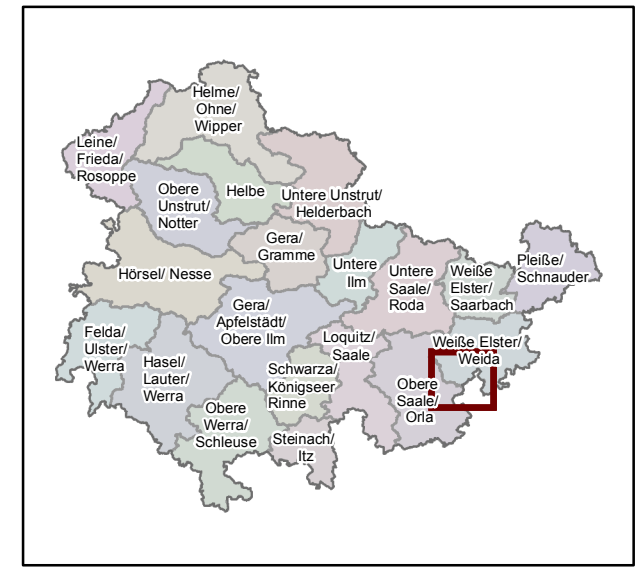 Helme/
Ohne/
Wipper
Leine/
Frieda/
Rosoppe
Obere
Unstrut/
Notter
Helbe
Untere Unstrut/
Helderbach
Gera/
Gramme
Hörsel/ Nesse
Untere
Ilm
Untere
Saale/
Roda
Weiße
Elster/
Saarbach
Pleiße/
Schnauder
Gera/
Apfelstädt/
Obere Ilm
Felda/
Ulster/
Werra
Hasel/
Lauter/
Werra
Loquitz/
Saale
Weiße Elster/
Weida
Schwarza/
Königseer
Rinne
Obere
Saale/
Orla
Obere
Werra/
Schleuse
Steinach/
Itz